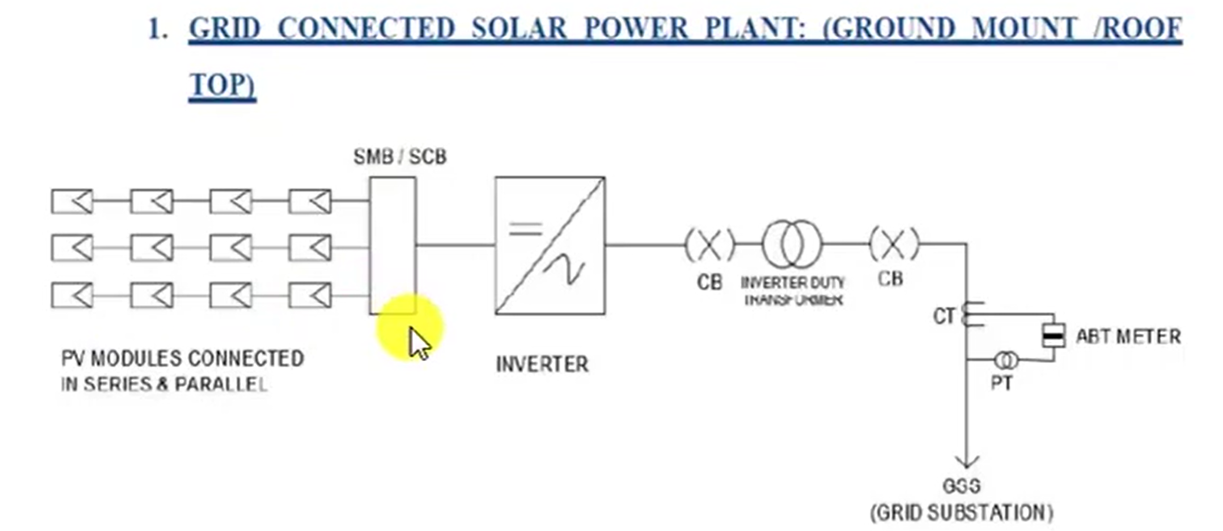 1. GRID CONNECTED SOLAR POWER PLANT: (GROUND MOUNT /ROOF
TOP)
SMB / SCB
CB
INVERTER DUTY
TRANSFORMER
CB
CT
ABT METER
PT
PV MODULES CONNECTED
IN SERIES & PARALLEL
INVERTER
GSS
(GRID SUBSTATION)